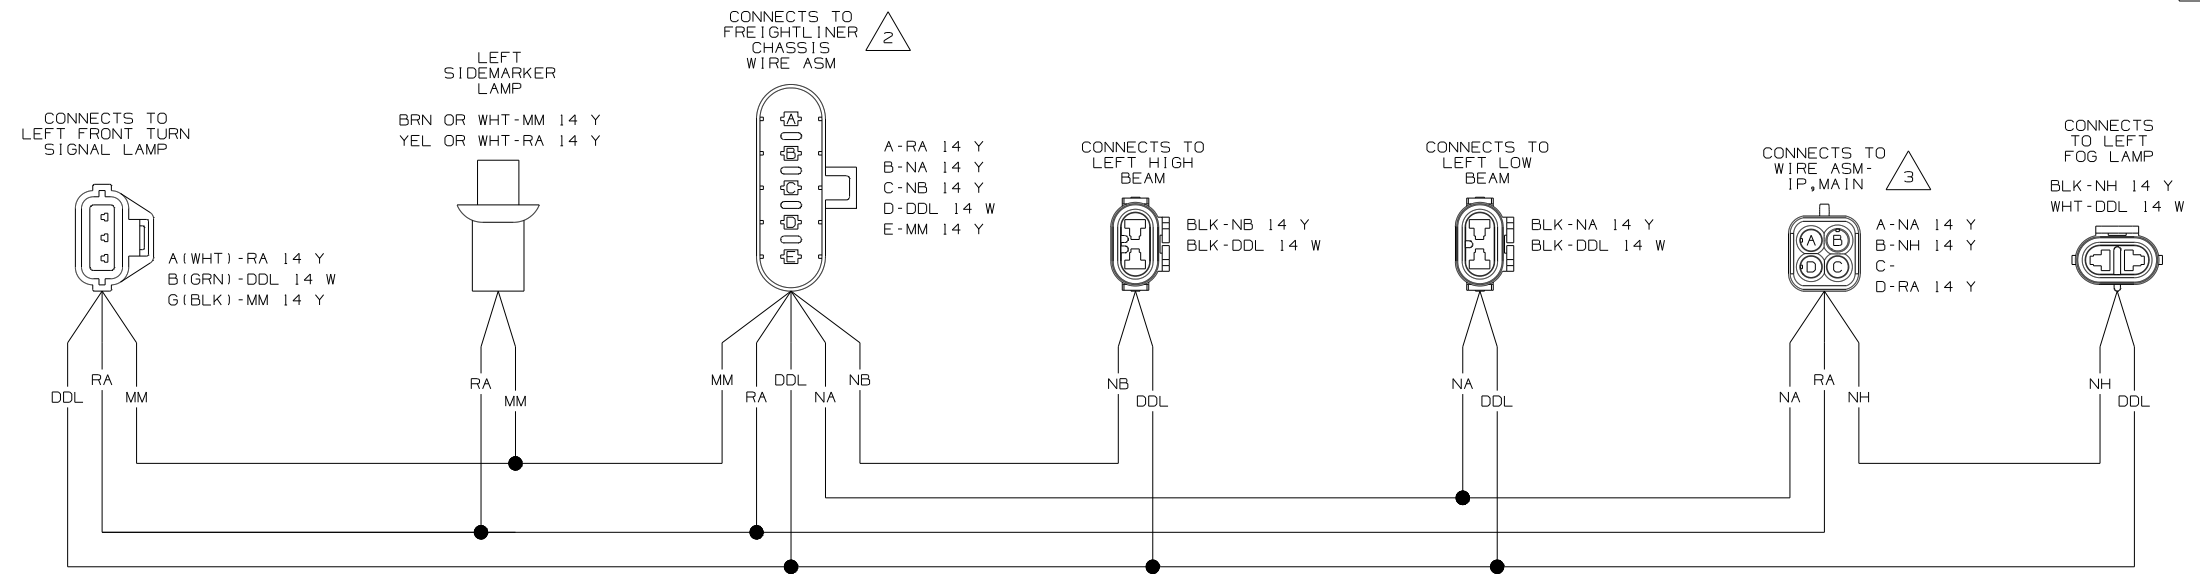 CONNECTS TO
LEFT FRONT TURN
SIGNAL LAMP
A(WHT)-RA 14 Y
B(GRN)-DDL 14 W
G(BLK)-MM 14 Y
DDL
RA
MM
LEFT
SIDEMARKER
LAMP
BRN OR WHT-MM 14 Y
YEL OR WHT-RA 14 Y
RA
MM
CONNECTS TO
FREIGHTLINER
CHASSIS
WIRE ASM
2
A
B
C
D
E
A-RA 14 Y
B-NA 14 Y
C-NB 14 Y
D-DDL 14 W
E-MM 14 Y
MM
RA
DDL
NA
NB
CONNECTS TO
LEFT HIGH
BEAM
BLK-NB 14 Y
BLK-DDL 14 W
NB
DDL
CONNECTS TO
LEFT LOW
BEAM
BLK-NA 14 Y
BLK-DDL 14 W
NA
DDL
CONNECTS TO
WIRE ASM-
IP,MAIN
3
A B
D C
A-NA 14 Y
B-NH 14 Y
C-
D-RA 14 Y
NA
RA
NH
CONNECTS
TO LEFT
FOG LAMP
BLK-NH 14 Y
WHT-DDL 14 W
NH
DDL